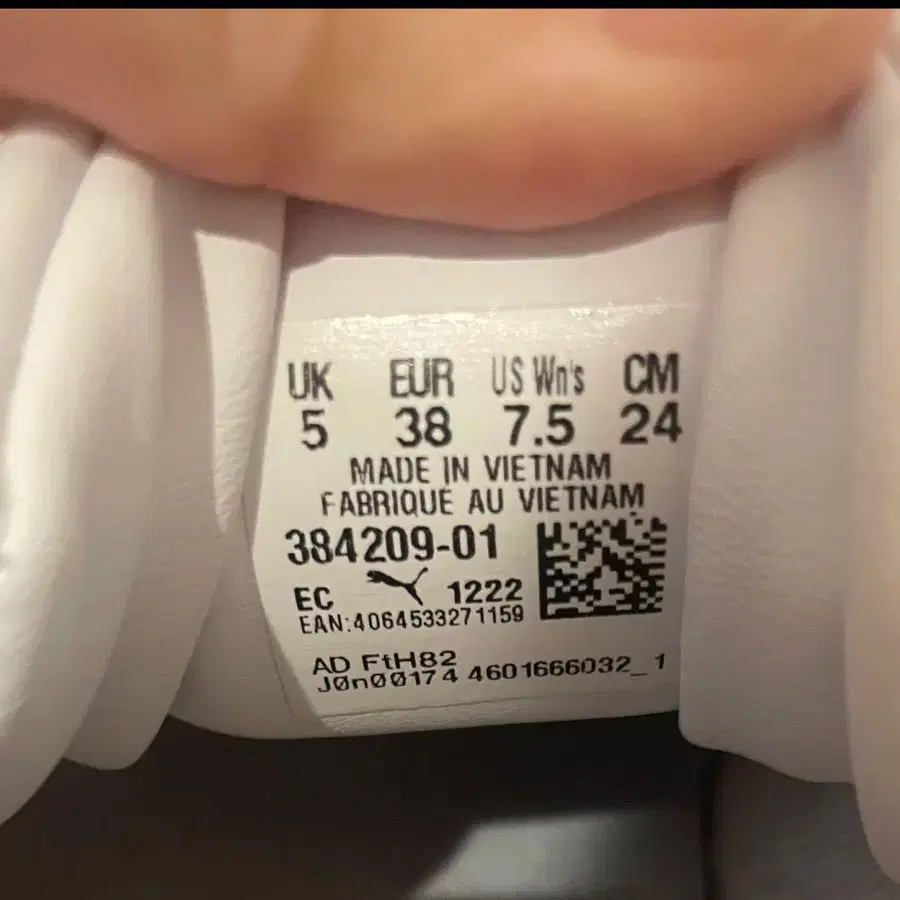 UK EUR US Wn's CM
5 38 7.5 24
MADE IN VIETNAM
FABRIQUE AU VIETNAM
384209-01
EC 1222
EAN:4064533271159
AD FtH82
JØnØØ174 4601666032_1